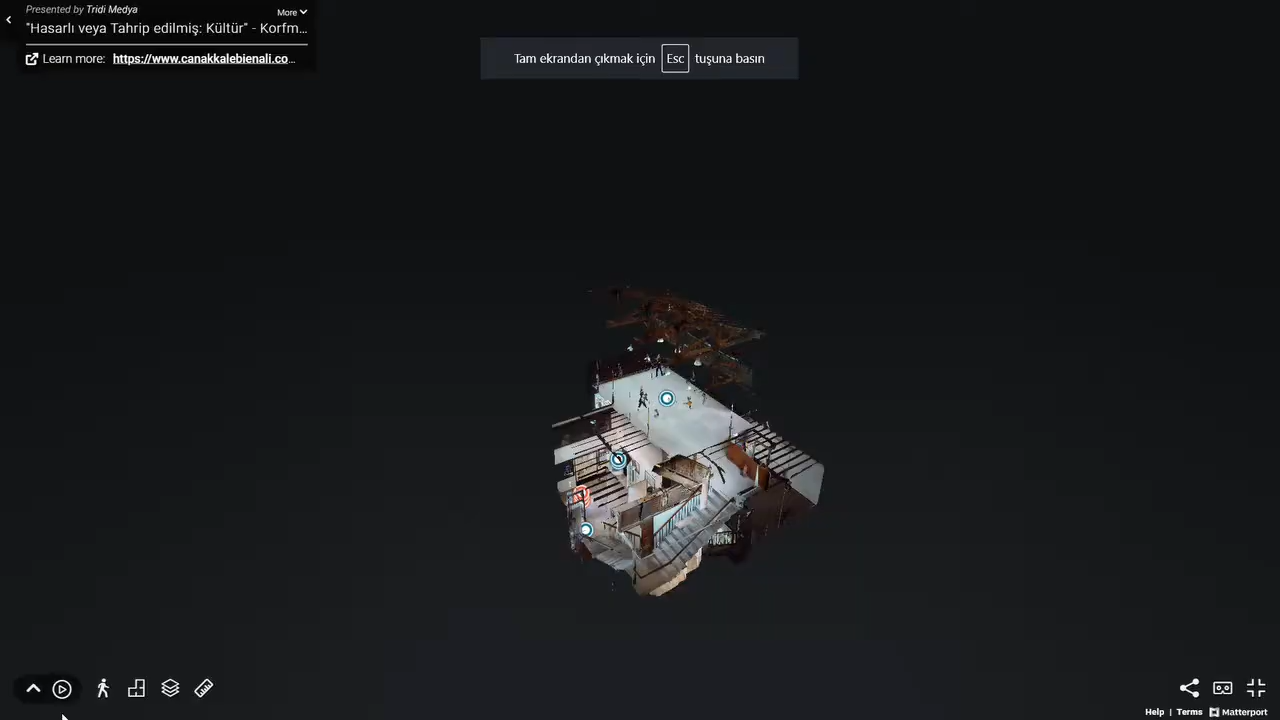 Presented by Tridi Medya
More
"Hasarlı veya Tahrip edilmiş: Kültür" - Korfm...
Learn more: https://www.canakkalebienali.co...
Tam ekrandan çıkmak için Esc tuşuna basın
Help | Terms Matterport